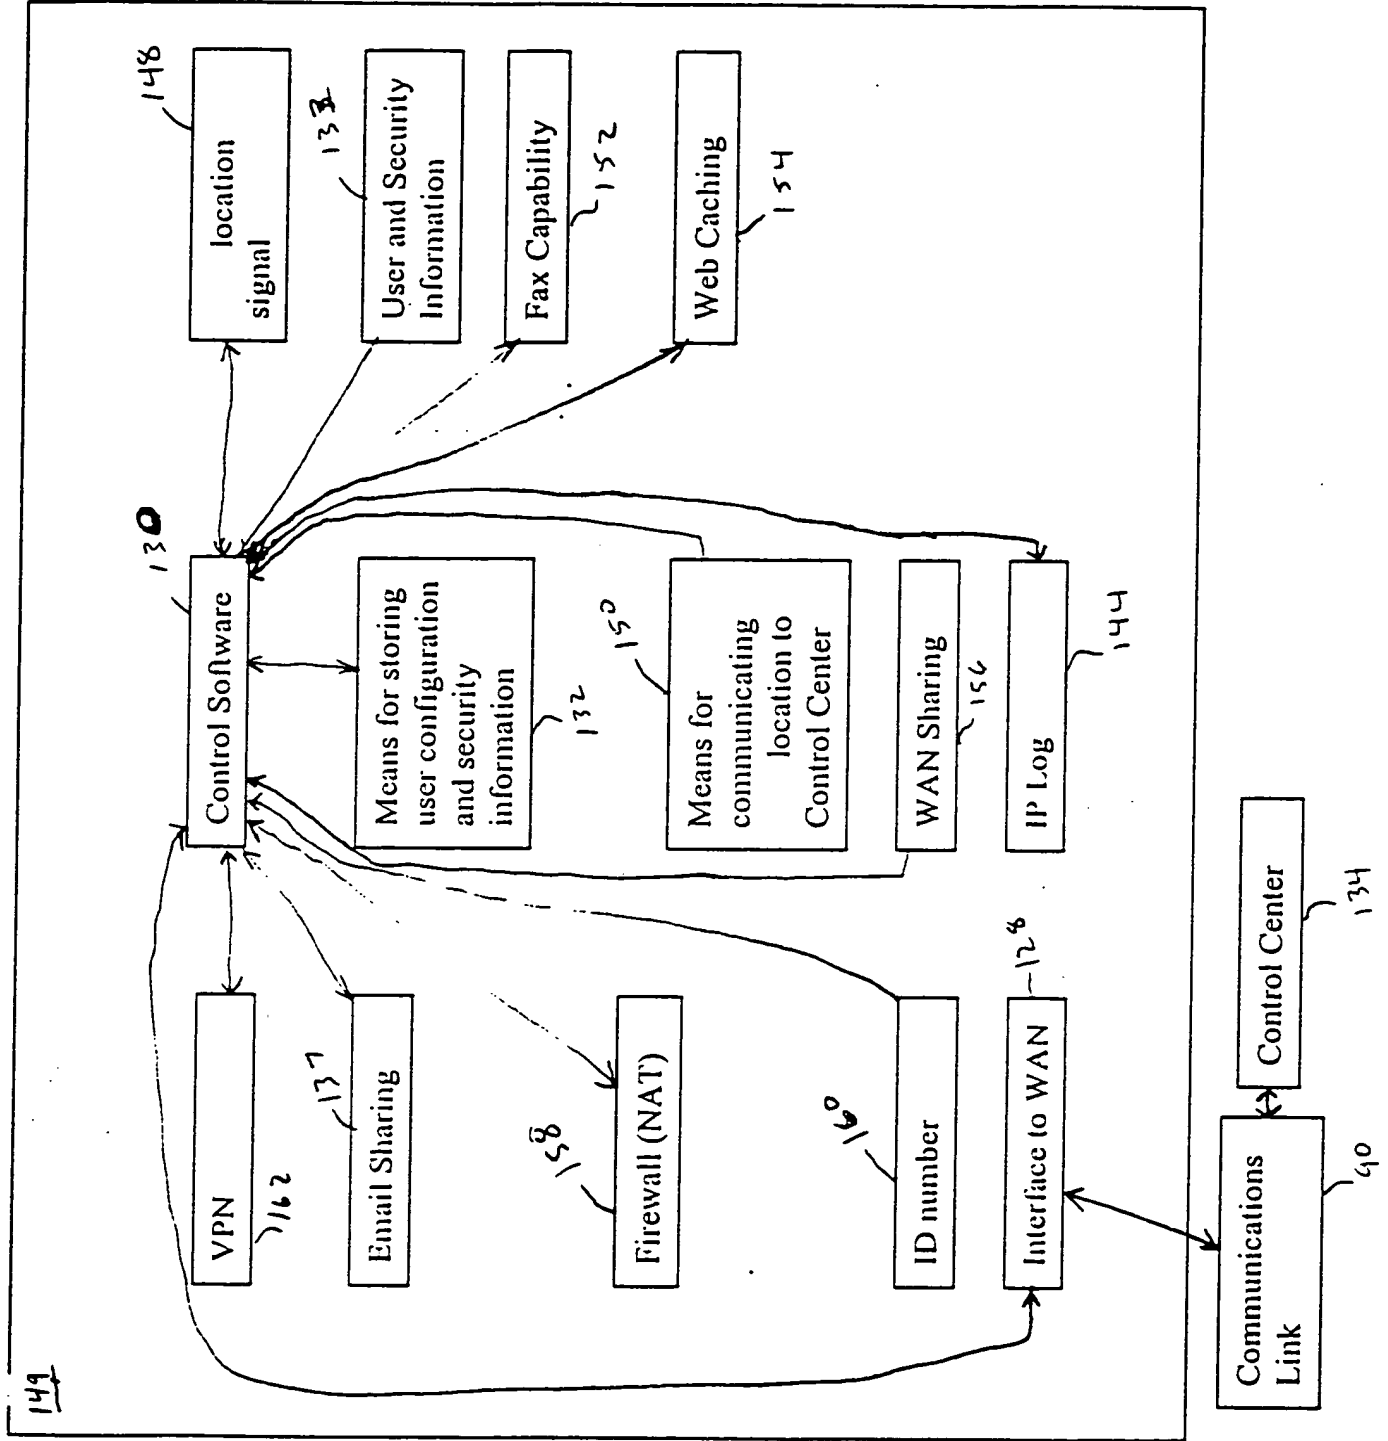 149
VPN
162
Email Sharing
137
Firewall (NAT)
158
ID number
160
Interface to WAN
128
130
Control Software
Means for storing
user configuration
and security
information
132
150
Means for
communicating
location to
Control Center
WAN Sharing
156
IP Log
144
148
location
signal
User and Security
Information
Fax Capability
152
Web Caching
154
Communications
Link
90
Control Center
134